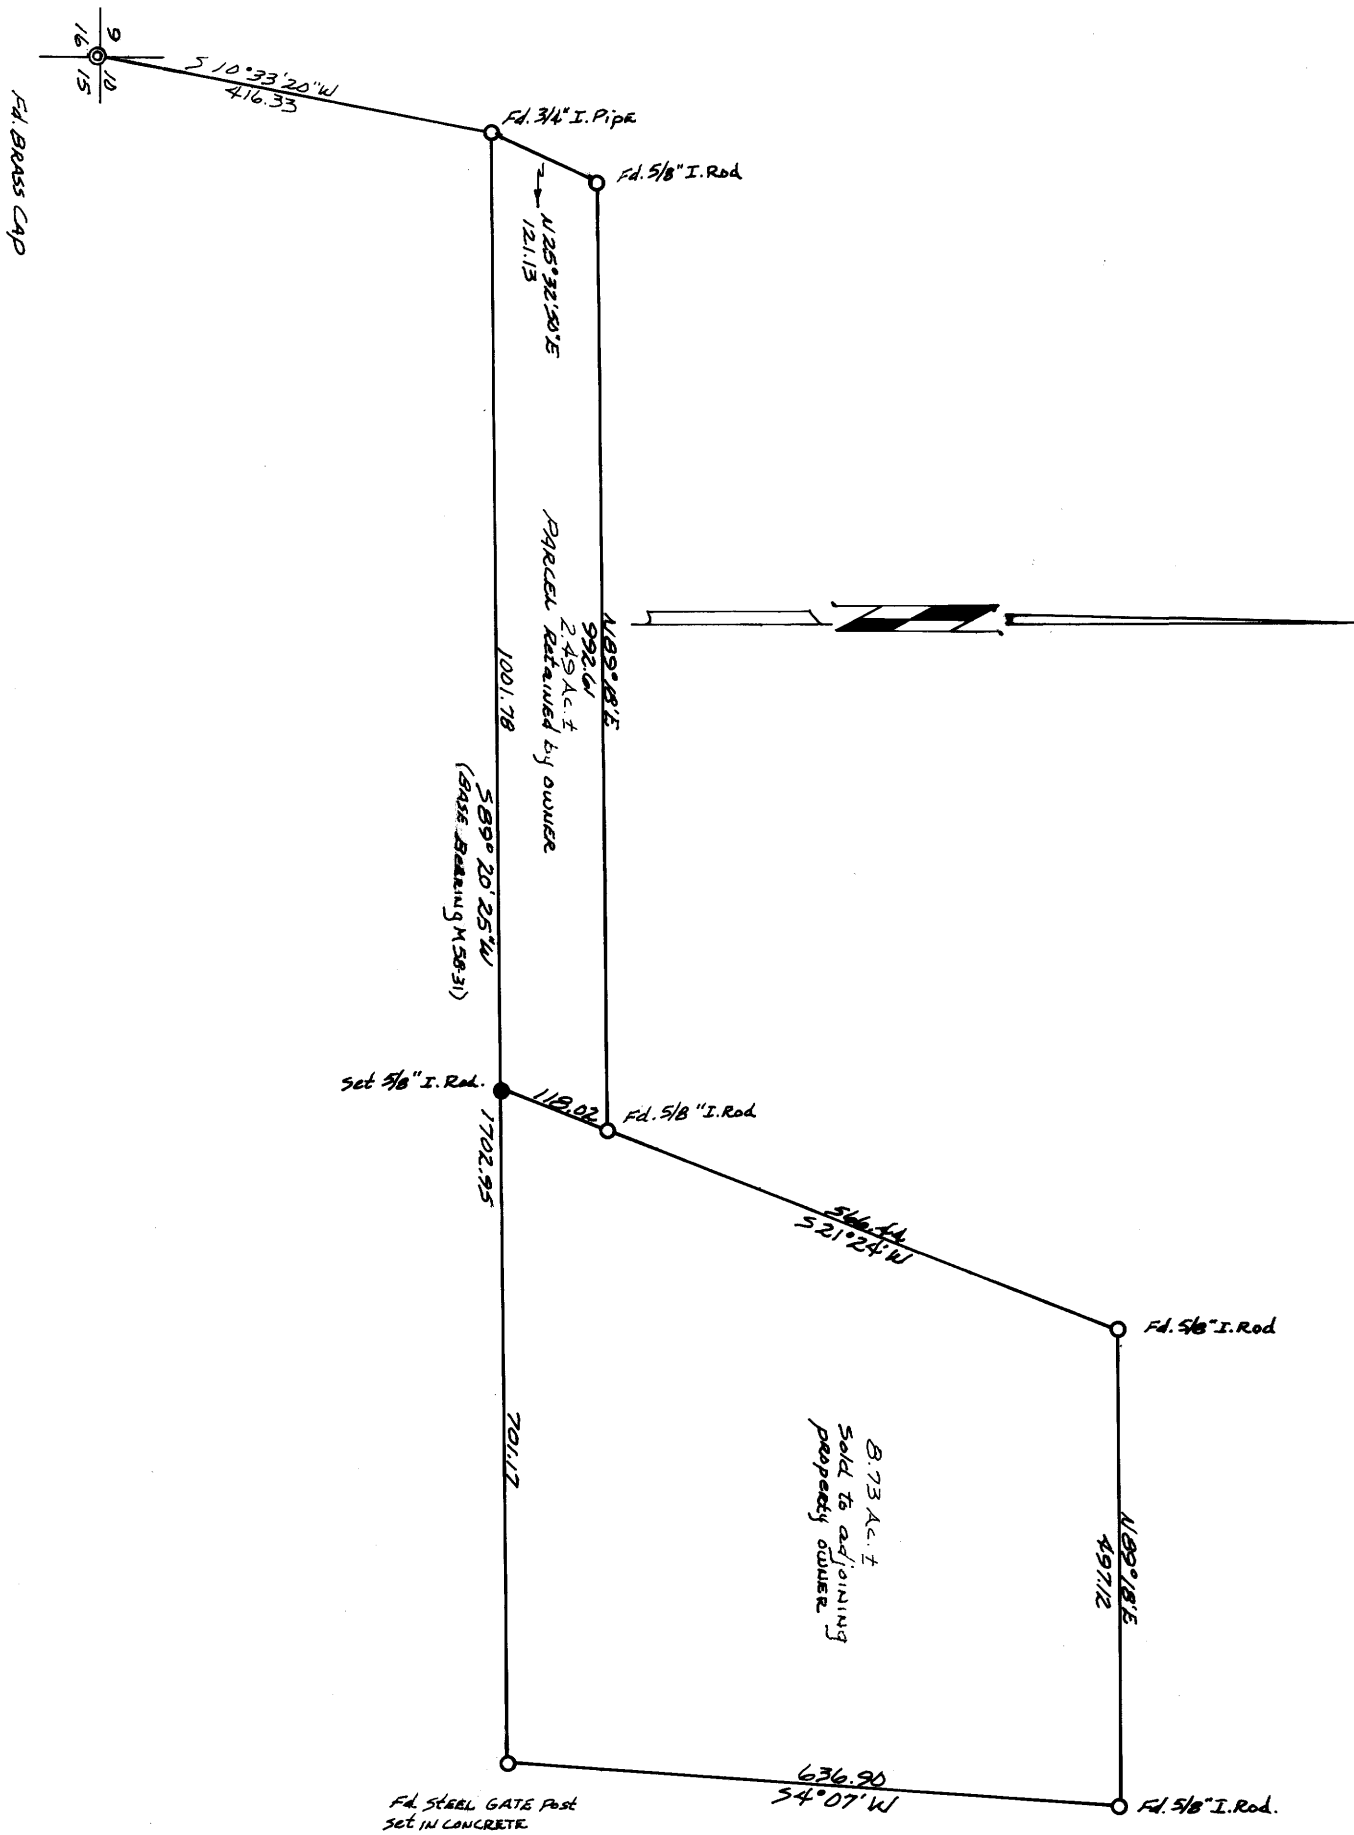 9
10
16
15
Fd. BRASS CAP
S 10°33'20"W
416.33
Fd. 3/4" I. Pipe
Fd. 5/8" I. Rod
N25°32'50"E
121.13
N89°18'E
992.61
2.49 Ac. ±
PARCEL Retained by owner
1001.78
S89° 20' 25"W
(BASE BEARING M58-31)
Set 5/8" I. Rod.
118.02
Fd. 5/8" I. Rod
1702.95
566.44
S21°24'W
Fd. 5/8" I. Rod
701.17
8.73 Ac. ±
Sold to adjoining
property owner
N89°18'E
497.12
636.90
S4°07'W
Fd. STEEL GATE Post
Set IN CONCRETE
Fd. 5/8" I. Rod.